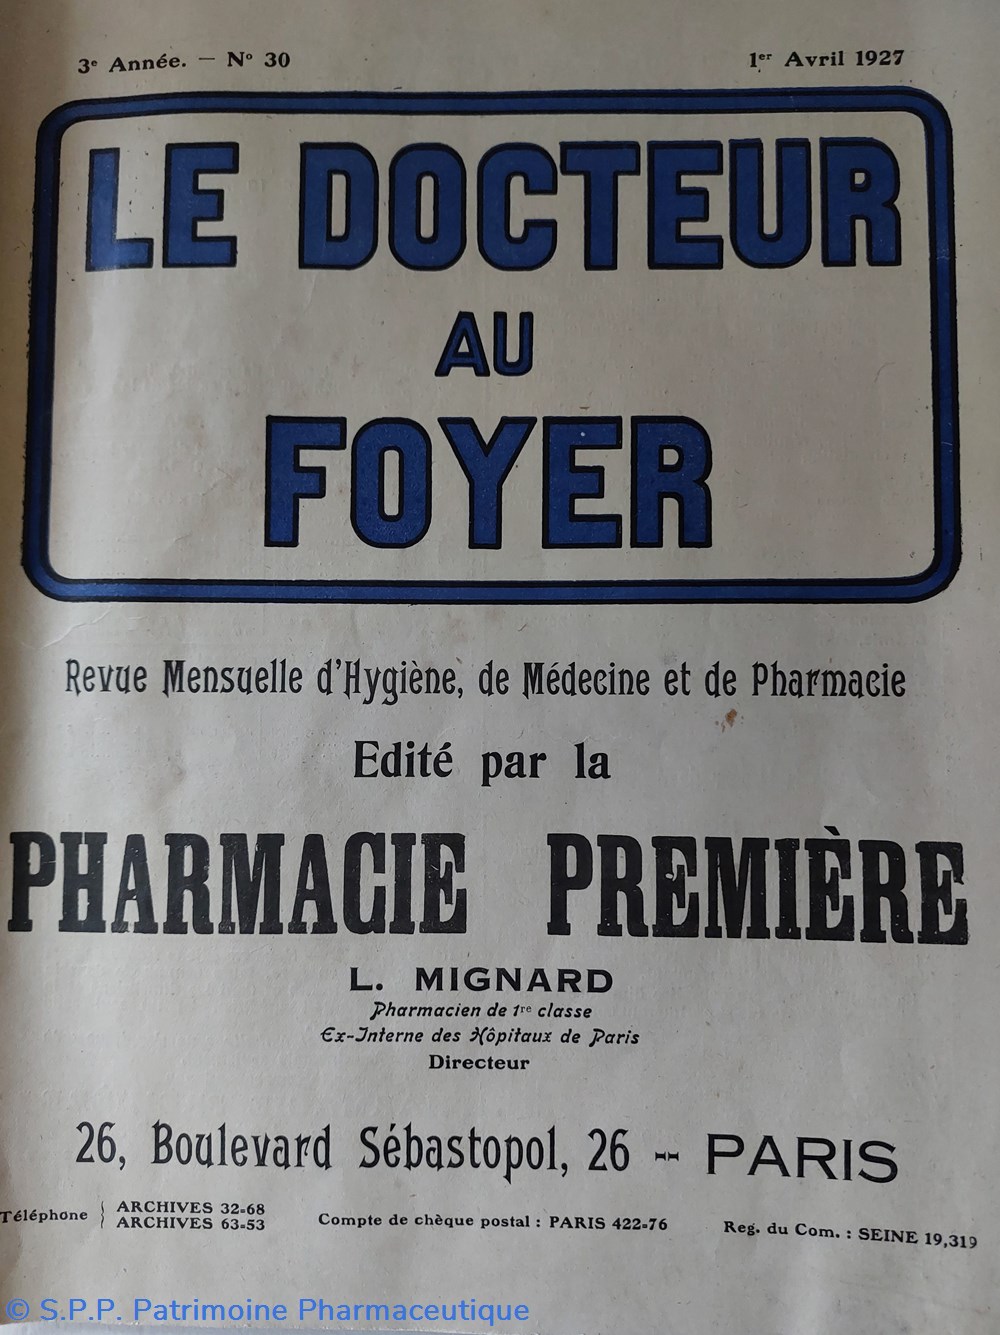 3e Année. — No 30
1er Avril 1927
LE DOCTEUR
AU
FOYER
Revue Mensuelle d'Hygiène, de Médecine et de Pharmacie
Edité par la
PHARMACIE PREMIÈRE
L. MIGNARD
Pharmacien de 1re classe
Ex-Interne des Hôpitaux de Paris
Directeur
26, Boulevard Sébastopol, 26 -- PARIS
Téléphone { ARCHIVES 32-68
ARCHIVES 63-53
Compte de chèque postal : PARIS 422-76
Reg. du Com. : SEINE 19,319
© S.P.P. Patrimoine Pharmaceutique